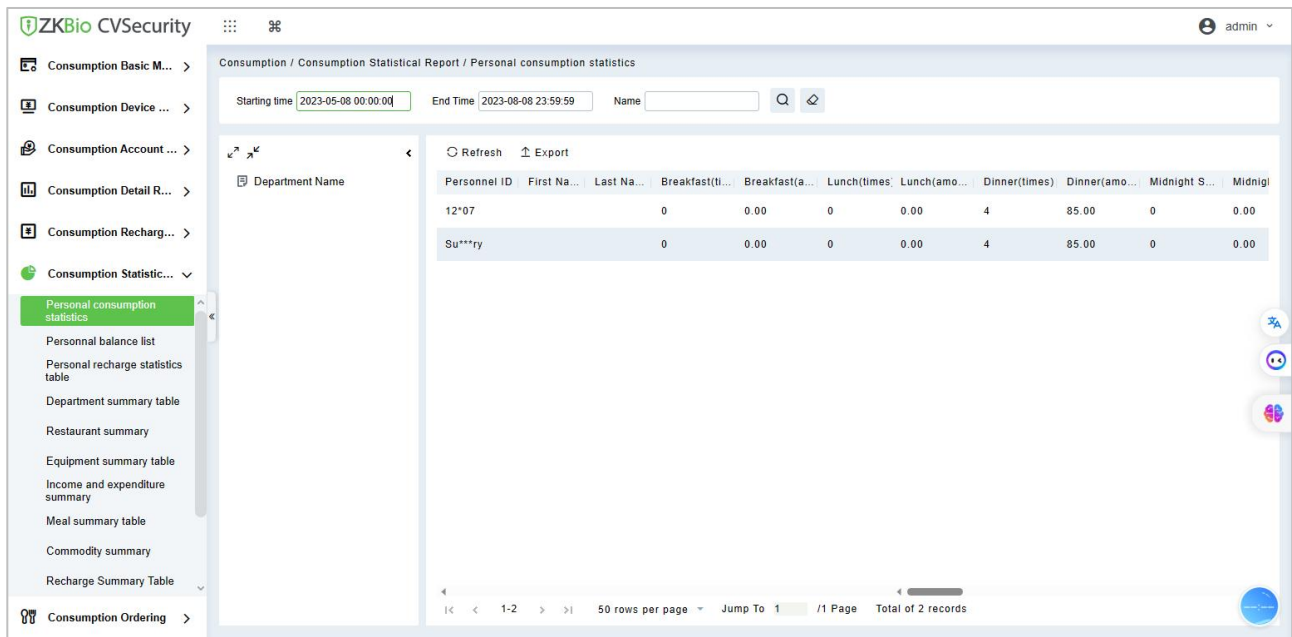 ZKBio CVSecurity
admin
Consumption Basic M...
Consumption Device ...
Consumption Account ...
Consumption Detail R...
Consumption Recharg...
Consumption Statistic...
Personal consumption
statistics
Personnal balance list
Personal recharge statistics
table
Department summary table
Restaurant summary
Equipment summary table
Income and expenditure
summary
Meal summary table
Commodity summary
Recharge Summary Table
Consumption Ordering
Consumption / Consumption Statistical Report / Personal consumption statistics
Starting time 2023-05-08 00:00:00 End Time 2023-08-08 23:59:59 Name
Department Name
Refresh Export
Personnel ID First Na... Last Na... Breakfast(ti... Breakfast(a... Lunch(times) Lunch(amo... Dinner(times) Dinner(amo... Midnight S... Midnig
12*07 0 0.00 0 0.00 4 85.00 0 0.00
Su***ry 0 0.00 0 0.00 4 85.00 0 0.00
1-2 50 rows per page Jump To 1 /1 Page Total of 2 records